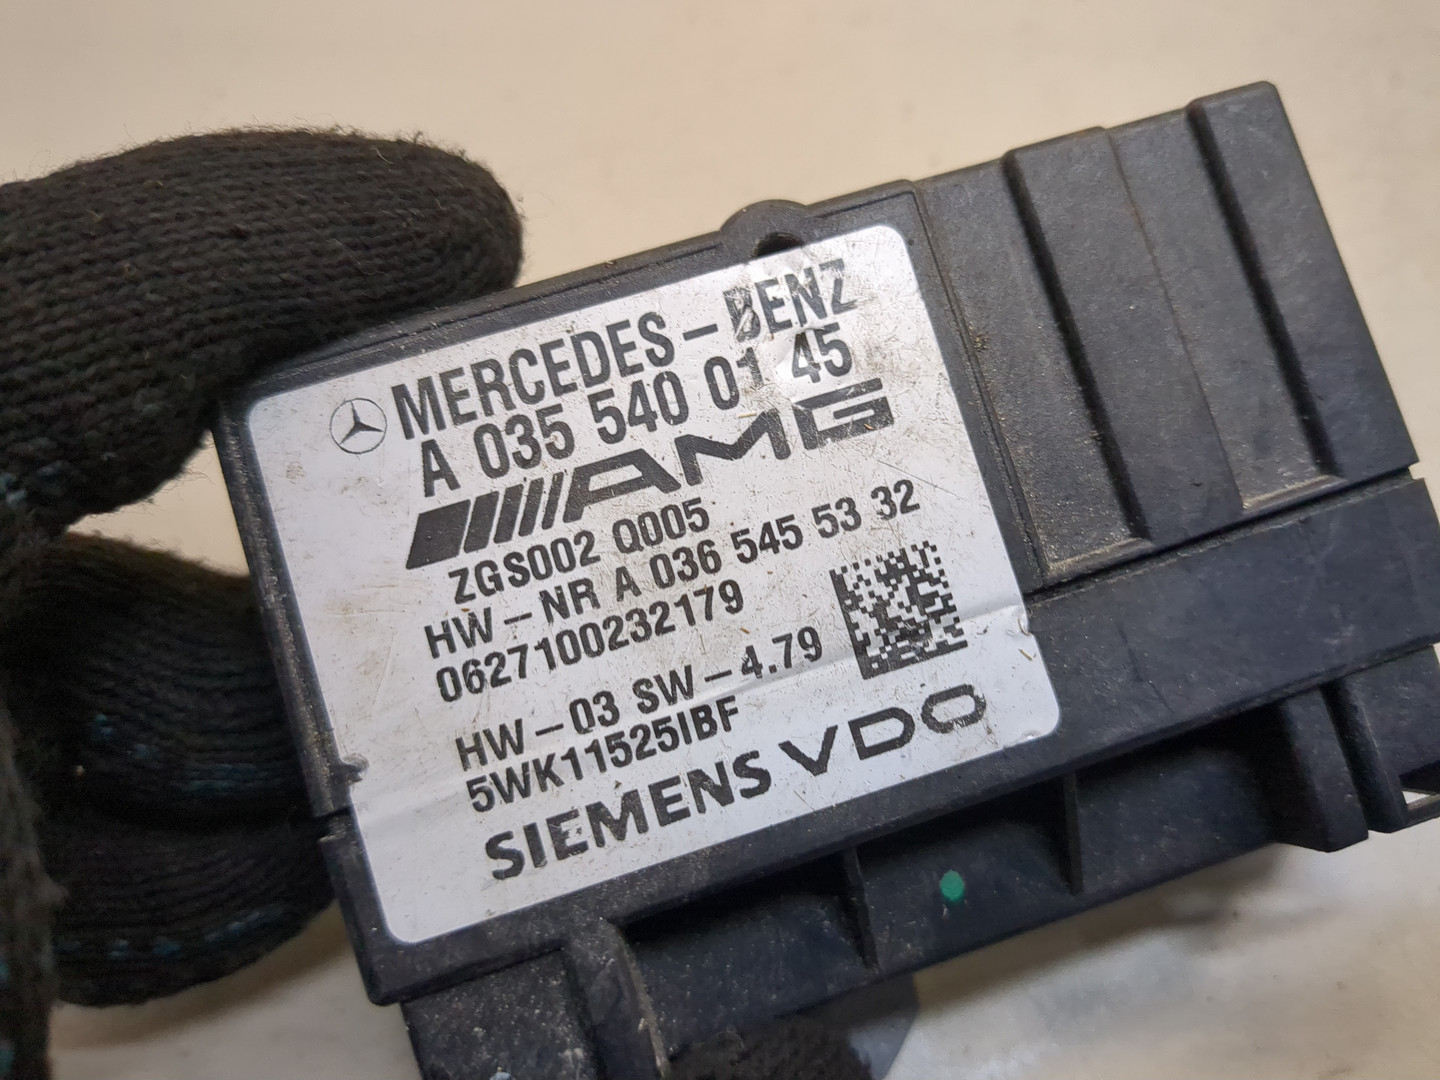 MERCEDES-BENZ
A 035 540 01 45
AMG
ZGS002 Q005
HW-NR A 036 545 53 32
0627100232179
HW-03 SW-4.79
5WK11525IBF
SIEMENS VDO